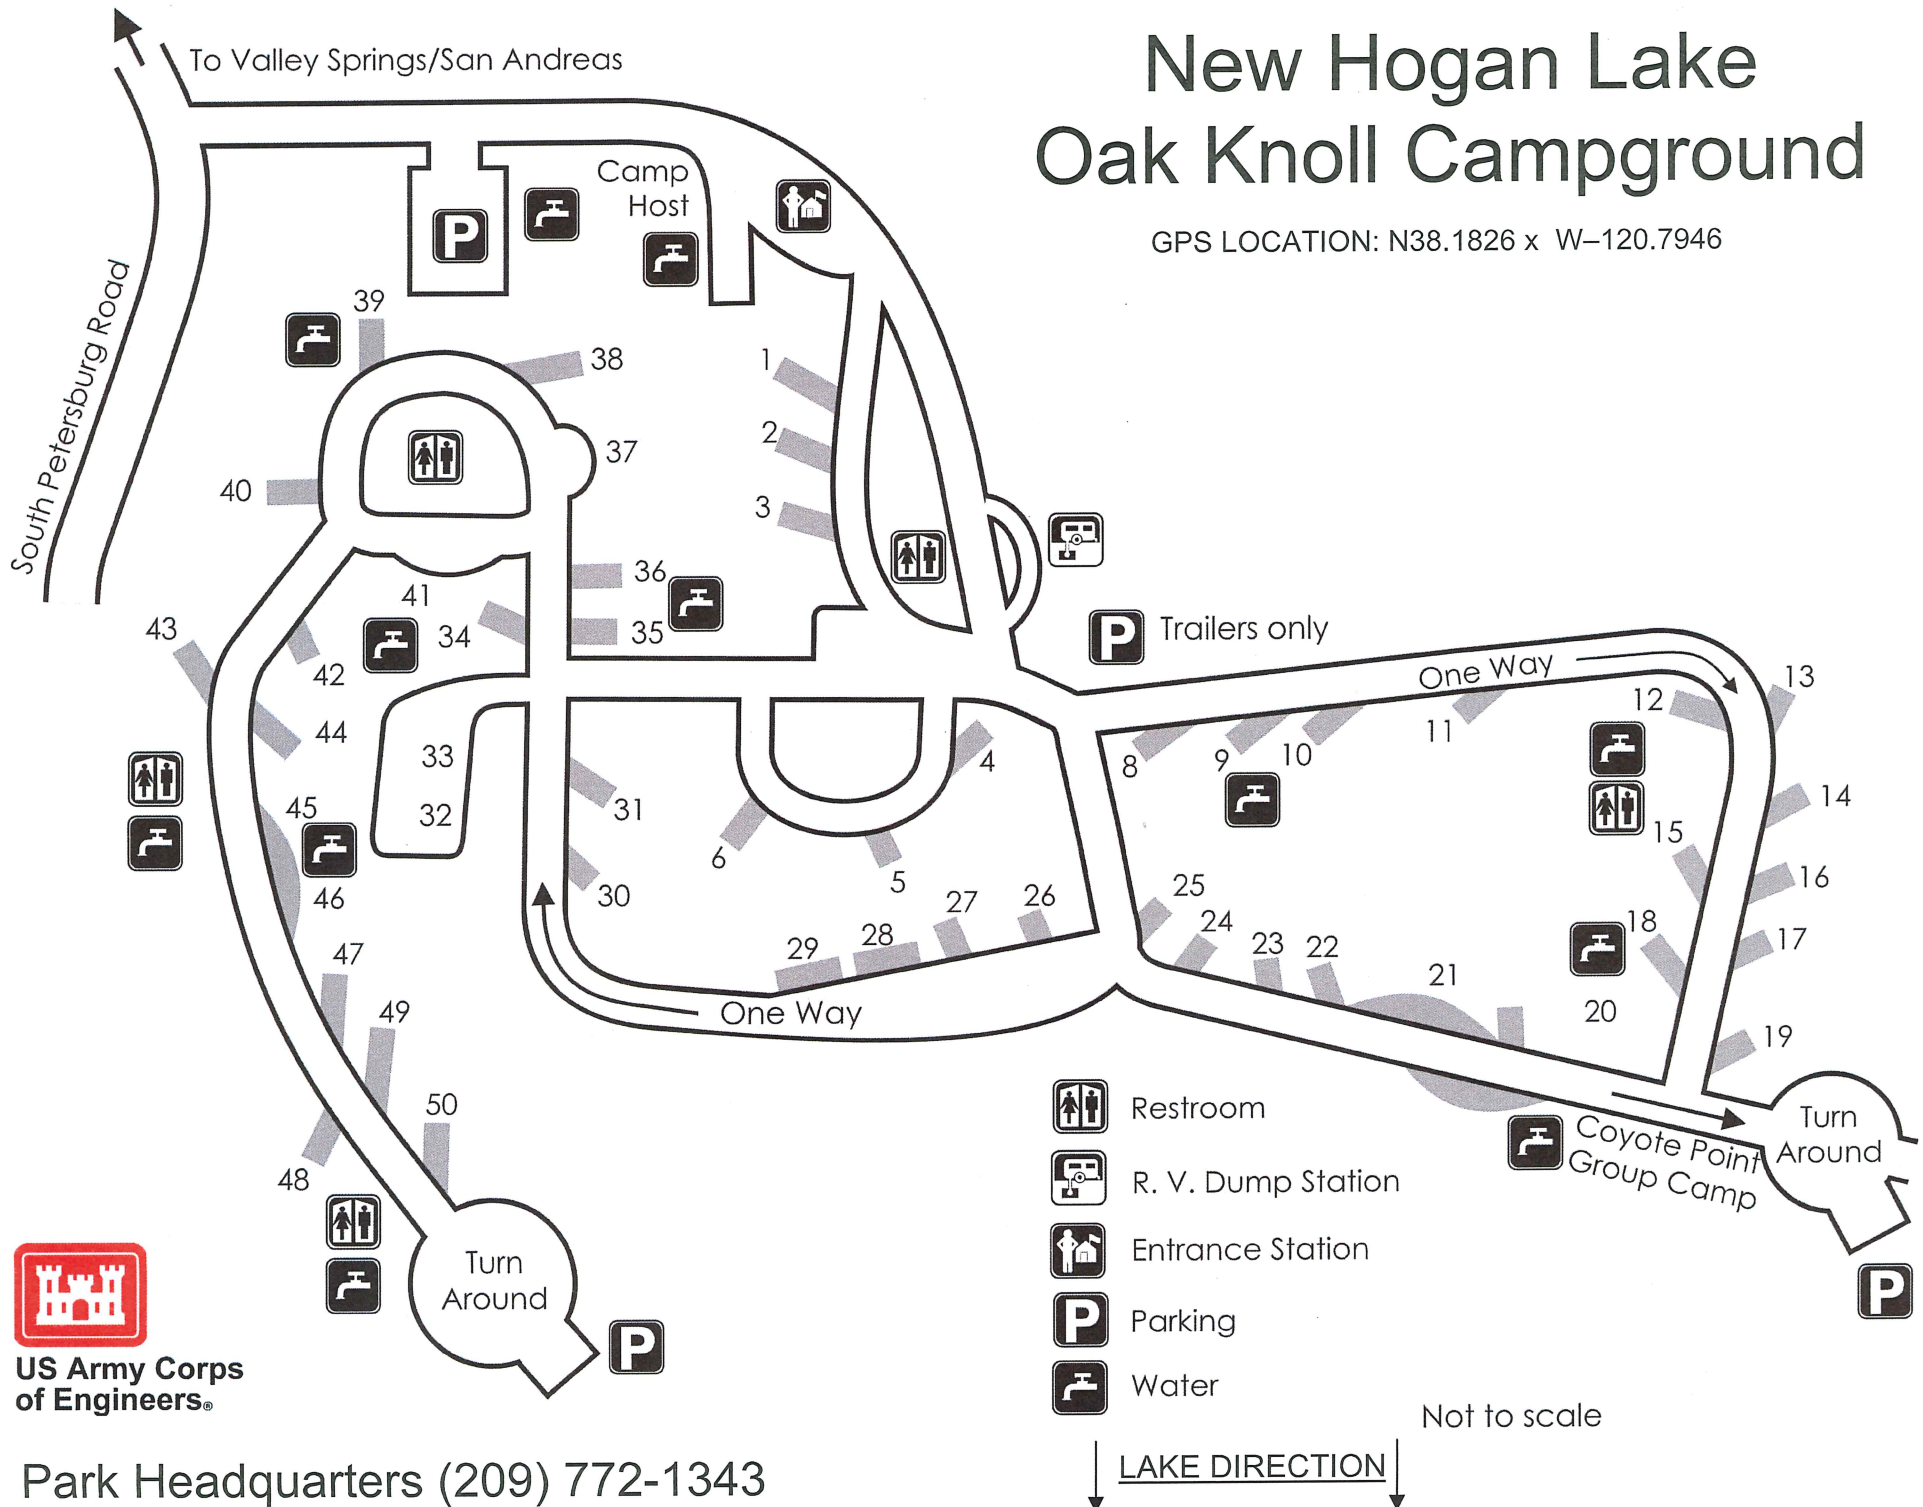 New Hogan Lake
Oak Knoll Campground
GPS LOCATION: N38.1826 x W–120.7946
To Valley Springs/San Andreas
South Petersburg Road
Camp
Host
P
39
38
37
40
1
2
3
36
35
41
34
43
42
44
33
32
45
46
31
30
4
5
6
P
Trailers only
One Way
8
9
10
11
12
13
14
15
16
17
18
19
20
21
22
23
24
25
26
27
28
29
One Way
47
49
50
48
Turn
Around
P
Coyote Point
Group Camp
Turn
Around
P
Restroom
R. V. Dump Station
Entrance Station
P
Parking
Water
Not to scale
LAKE DIRECTION
US Army Corps
of Engineers®
Park Headquarters (209) 772-1343